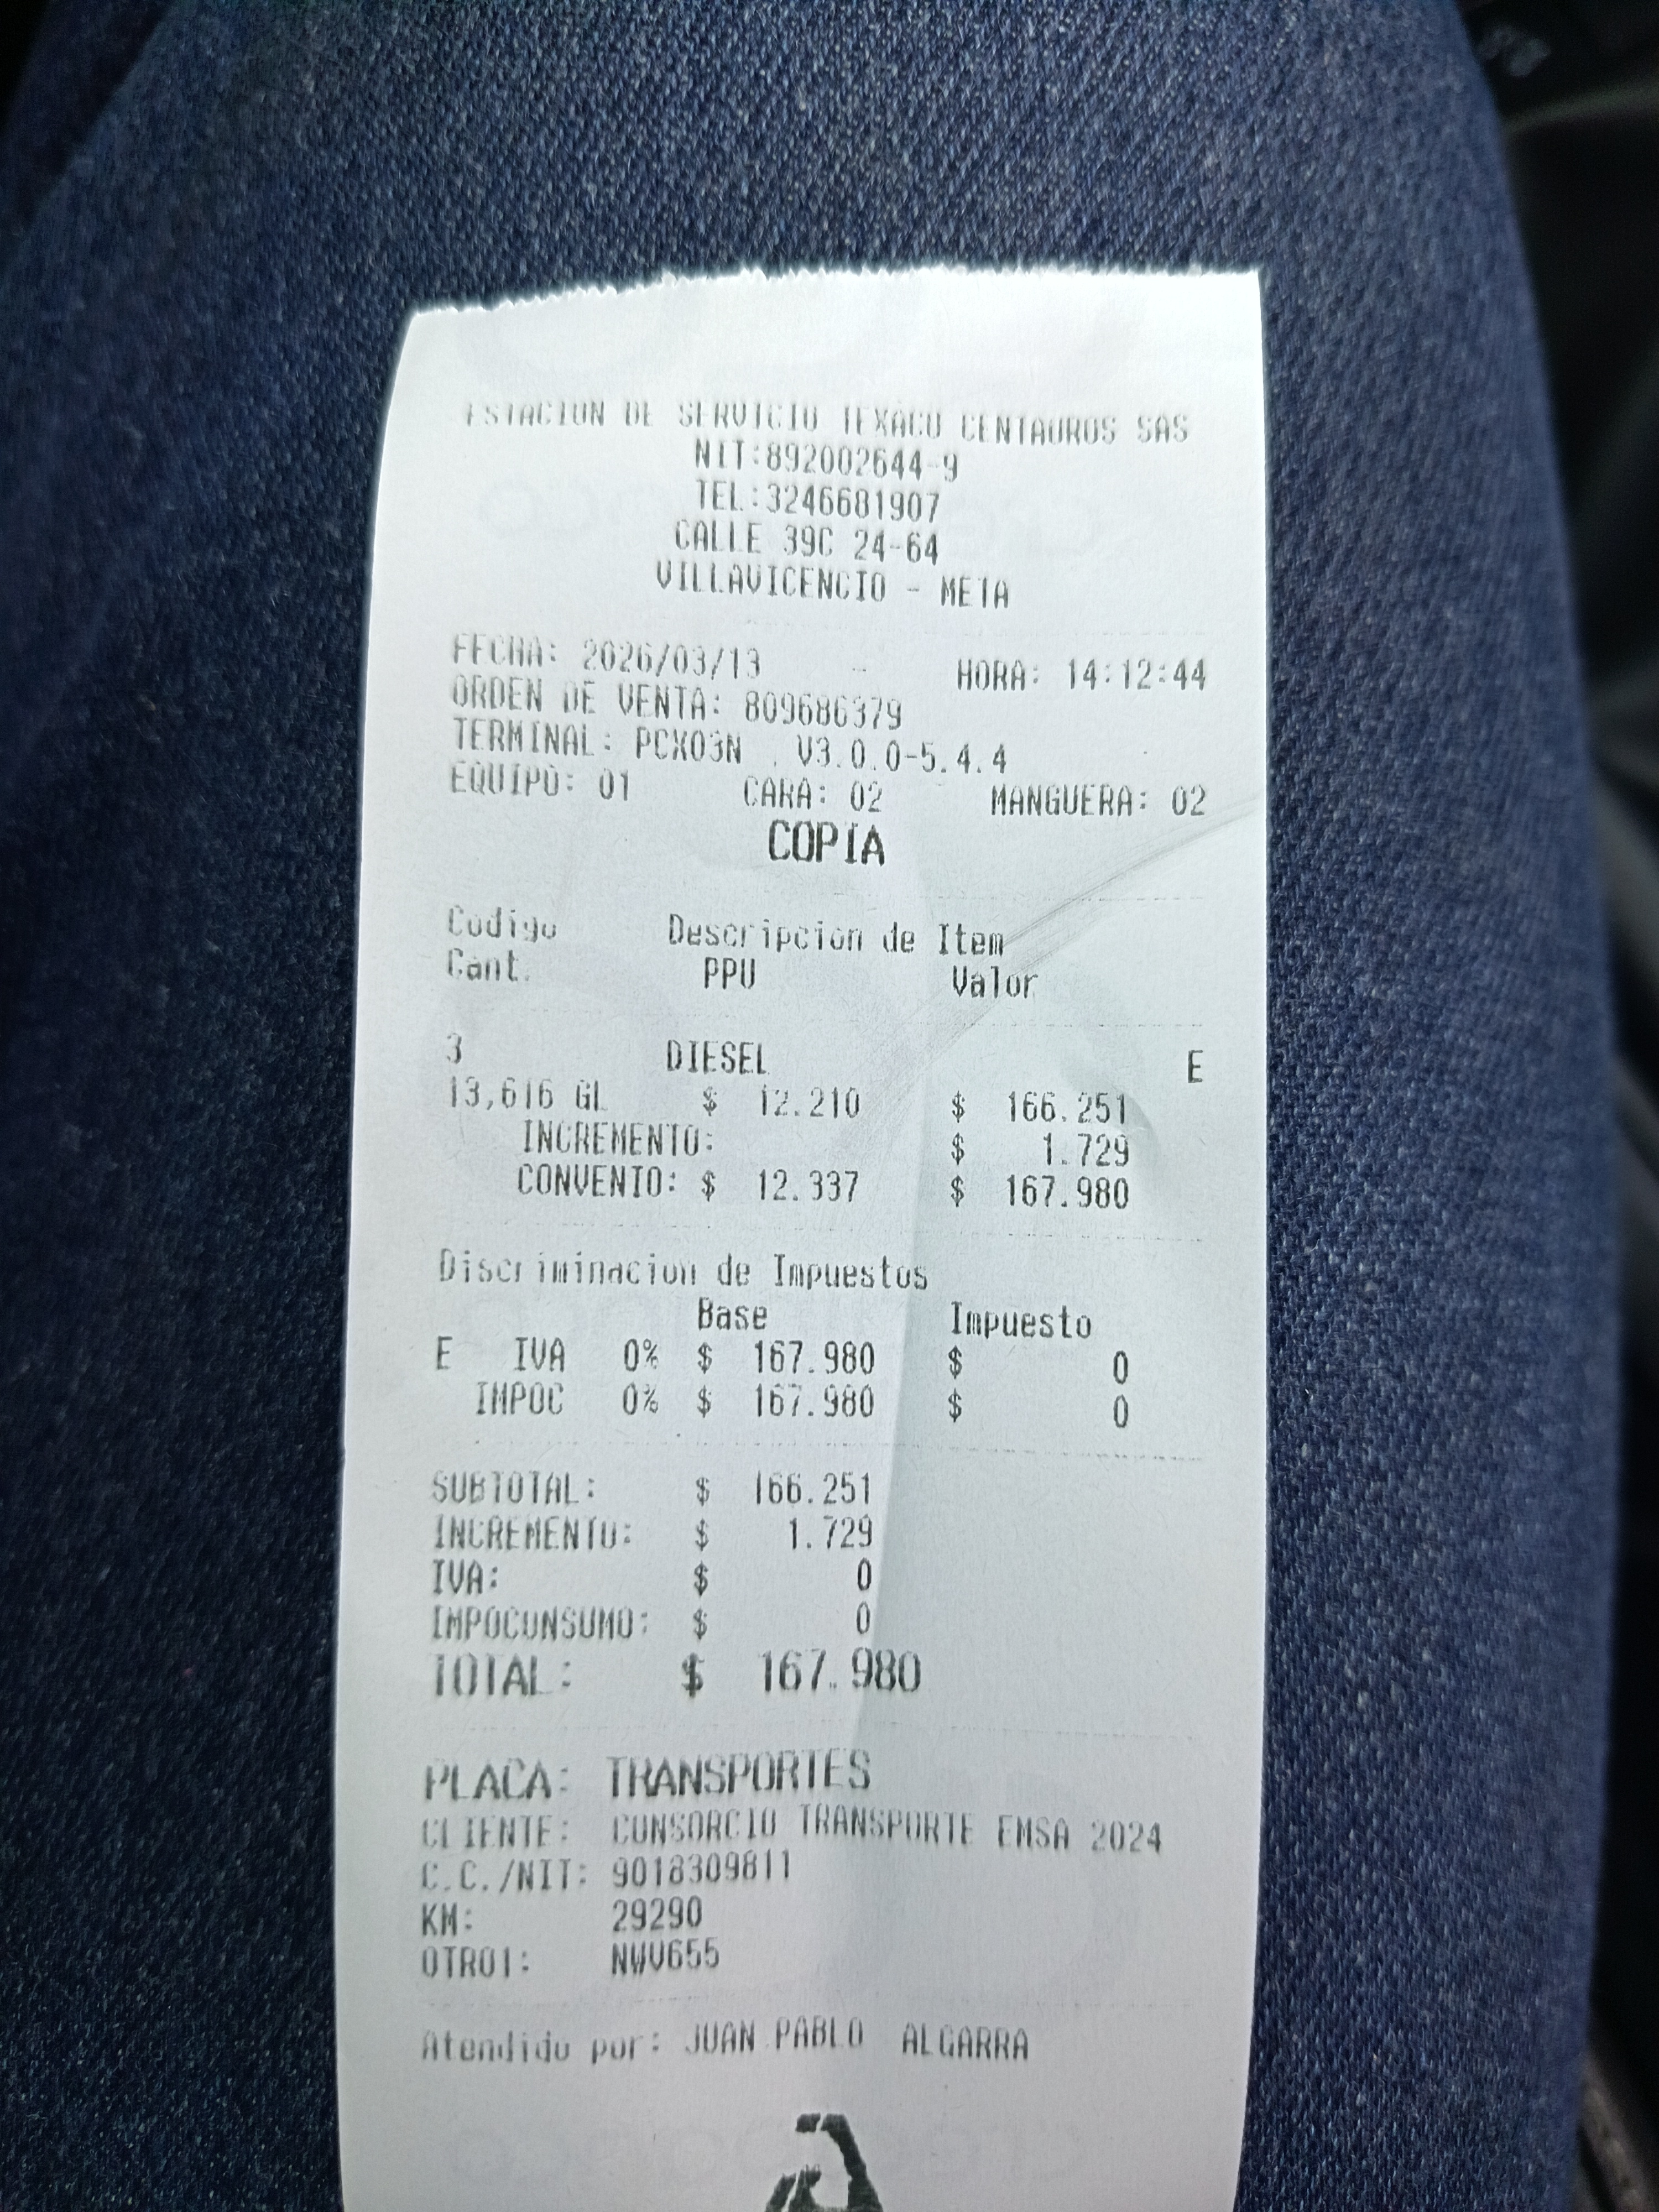 ESTACION DE SERVICIO TEXACO CENTAUROS SAS
NIT:892002644-9
TEL:3246681907
CALLE 39C 24-64
VILLAVICENCIO - META
FECHA: 2026/03/13 HORA: 14:12:44
ORDEN DE VENTA: 809686379
TERMINAL: PCX03N V3.0.0-5.4.4
EQUIPO: 01 CARA: 02 MANGUERA: 02
COPIA
Codigo Descripcion de Item
Cant. PPU Valor
3 DIESEL E
13,616 GL $ 12.210 $ 166.251
INCREMENTO: $ 1.729
CONVENIO: $ 12.337 $ 167.980
Discriminacion de Impuestos
Base Impuesto
E IVA 0% $ 167.980 $ 0
IMPOC 0% $ 167.980 $ 0
SUBTOTAL: $ 166.251
INCREMENTO: $ 1.729
IVA: $ 0
IMPOCONSUMO: $ 0
TOTAL: $ 167.980
PLACA: TRANSPORTES
CLIENTE: CONSORCIO TRANSPORTE EMSA 2024
C.C./NIT: 9018309811
KM: 29290
OTRO1: NWV655
Atendido por: JUAN PABLO ALGARRA